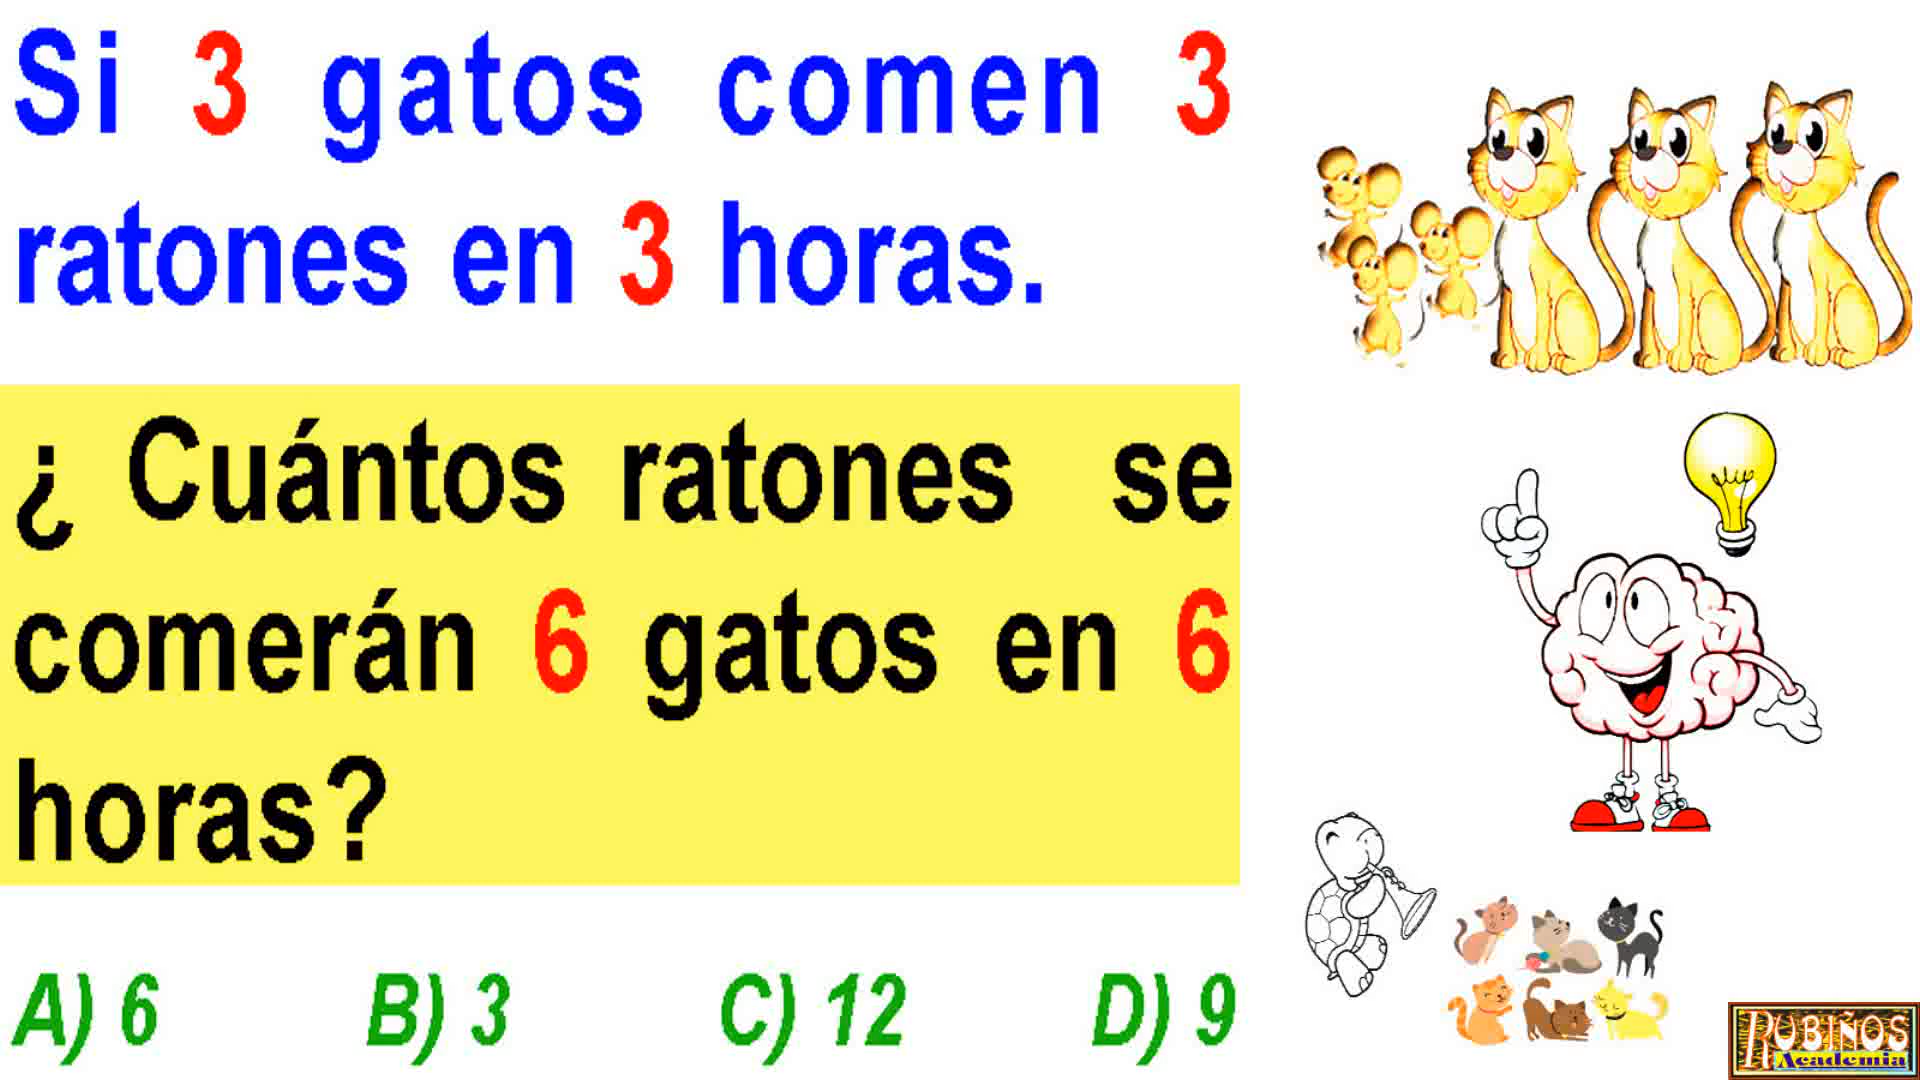 Si 3 gatos comen 3
ratones en 3 horas.
¿ Cuántos ratones se
comerán 6 gatos en 6
horas?
A) 6 B) 3 C) 12 D) 9
RUBIÑOS
Academia